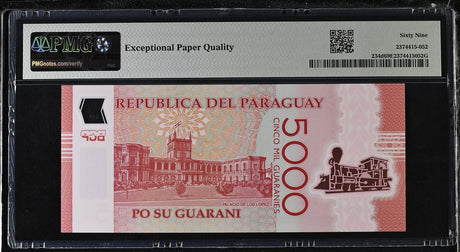 PMG
PMGnotes.com/verify
Exceptional Paper Quality
Sixty Nine
2374415-052
234d69E2374415052G
REPUBLICA DEL PARAGUAY
5000
CINCO MIL GUARANIES
PALACIO DE LOS LOPEZ
PO SU GUARANI